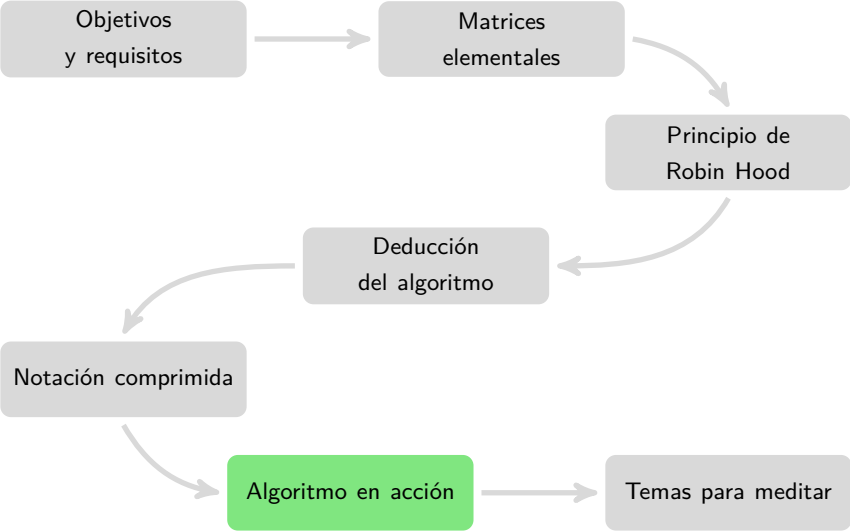 Objetivos
y requisitos
Matrices
elementales
Principio de
Robin Hood
Deducción
del algoritmo
Notación comprimida
Algoritmo en acción
Temas para meditar